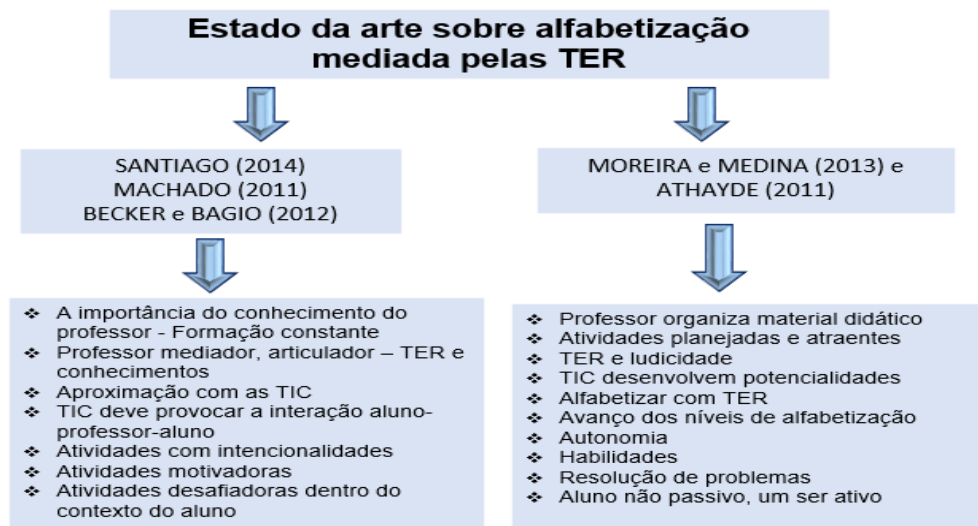 Estado da arte sobre alfabetização
mediada pelas TER
SANTIAGO (2014)
MACHADO (2011)
BECKER e BAGIO (2012)
MOREIRA e MEDINA (2013) e
ATHAYDE (2011)
❖ A importância do conhecimento do
professor - Formação constante
❖ Professor mediador, articulador – TER e
conhecimentos
❖ Aproximação com as TIC
❖ TIC deve provocar a interação aluno-
professor-aluno
❖ Atividades com intencionalidades
❖ Atividades motivadoras
❖ Atividades desafiadoras dentro do
contexto do aluno
❖ Professor organiza material didático
❖ Atividades planejadas e atraentes
❖ TER e ludicidade
❖ TIC desenvolvem potencialidades
❖ Alfabetizar com TER
❖ Avanço dos níveis de alfabetização
❖ Autonomia
❖ Habilidades
❖ Resolução de problemas
❖ Aluno não passivo, um ser ativo